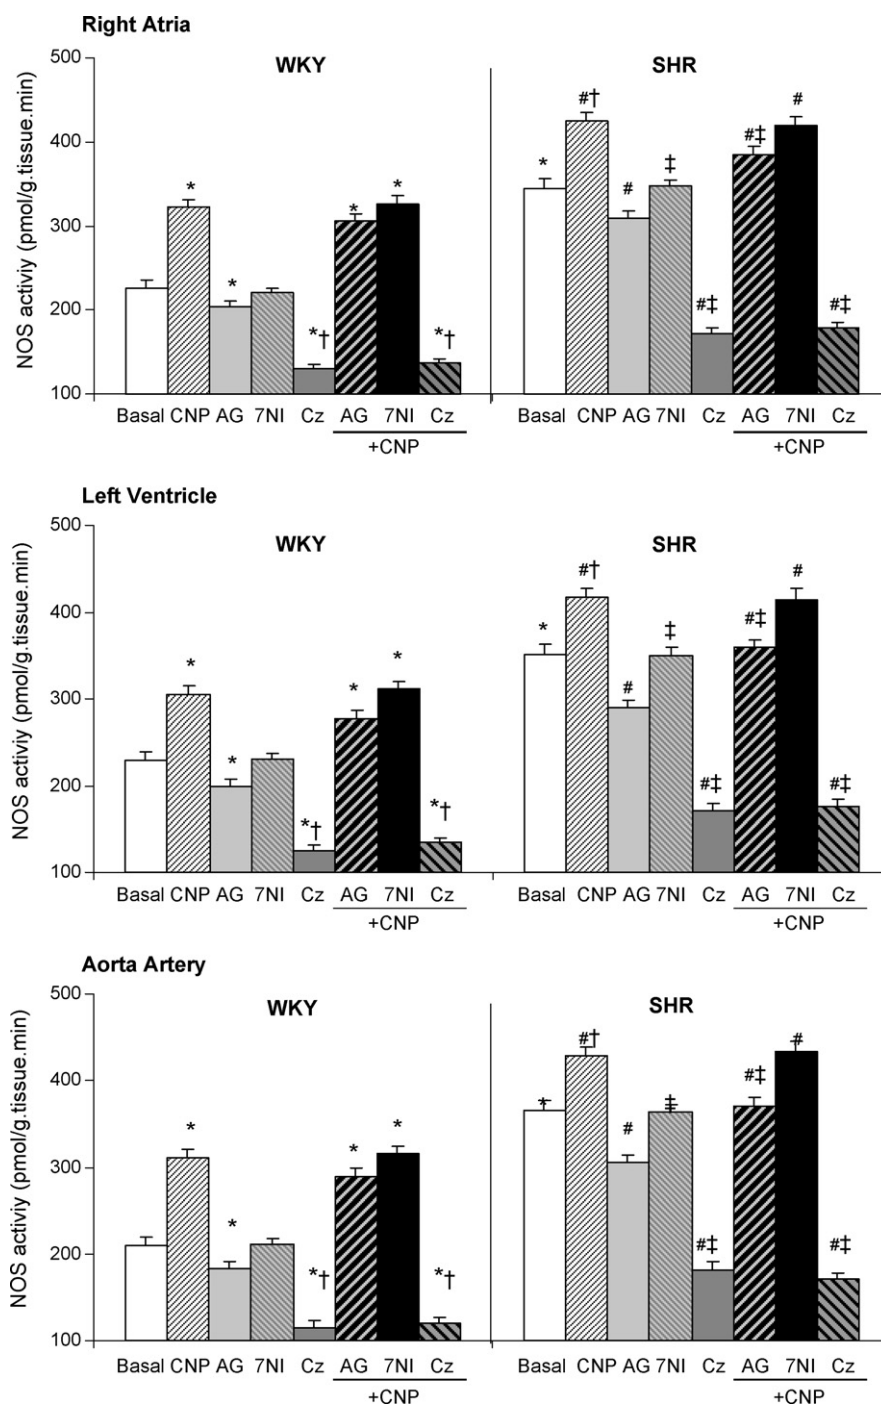 Right Atria
NOS activiy (pmol/g.tissue.min)
500
400
300
200
100
WKY
SHR
* * * *† * * *†
* #† # ‡ #‡ #‡ # #‡
Basal CNP AG 7NI Cz AG 7NI Cz
+CNP
Basal CNP AG 7NI Cz AG 7NI Cz
+CNP
Left Ventricle
NOS activiy (pmol/g.tissue.min)
500
400
300
200
100
WKY
SHR
* * *† * * *†
* #† # ‡ #‡ #‡ # #‡
Basal CNP AG 7NI Cz AG 7NI Cz
+CNP
Basal CNP AG 7NI Cz AG 7NI Cz
+CNP
Aorta Artery
NOS activiy (pmol/g.tissue.min)
500
400
300
200
100
WKY
SHR
* * *† * * *†
* #† # ‡ #‡ #‡ # #‡
Basal CNP AG 7NI Cz AG 7NI Cz
+CNP
Basal CNP AG 7NI Cz AG 7NI Cz
+CNP